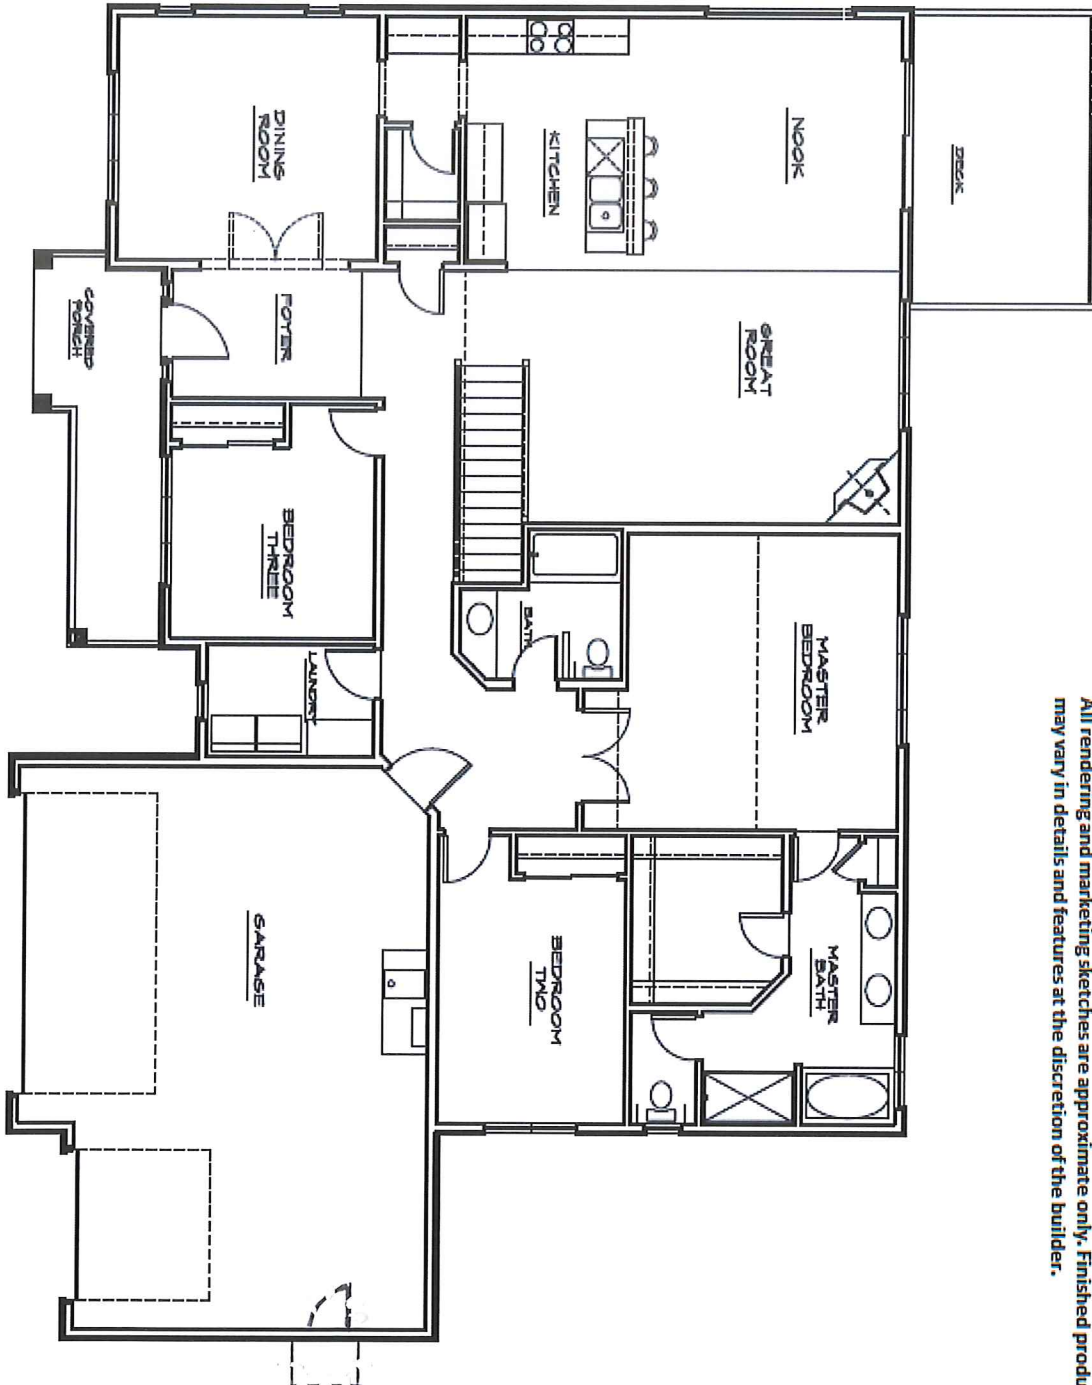 All rendering and marketing sketches are approximate only. Finished produ
may vary in details and features at the discretion of the builder.
DECK
NOOK
GREAT
ROOM
MASTER
BEDROOM
MASTER
BATH
KITCHEN
BATH
BEDROOM
TWO
DINING
ROOM
FOYER
BEDROOM
THREE
LAUNDRY
GARAGE
COVERED
PORCH